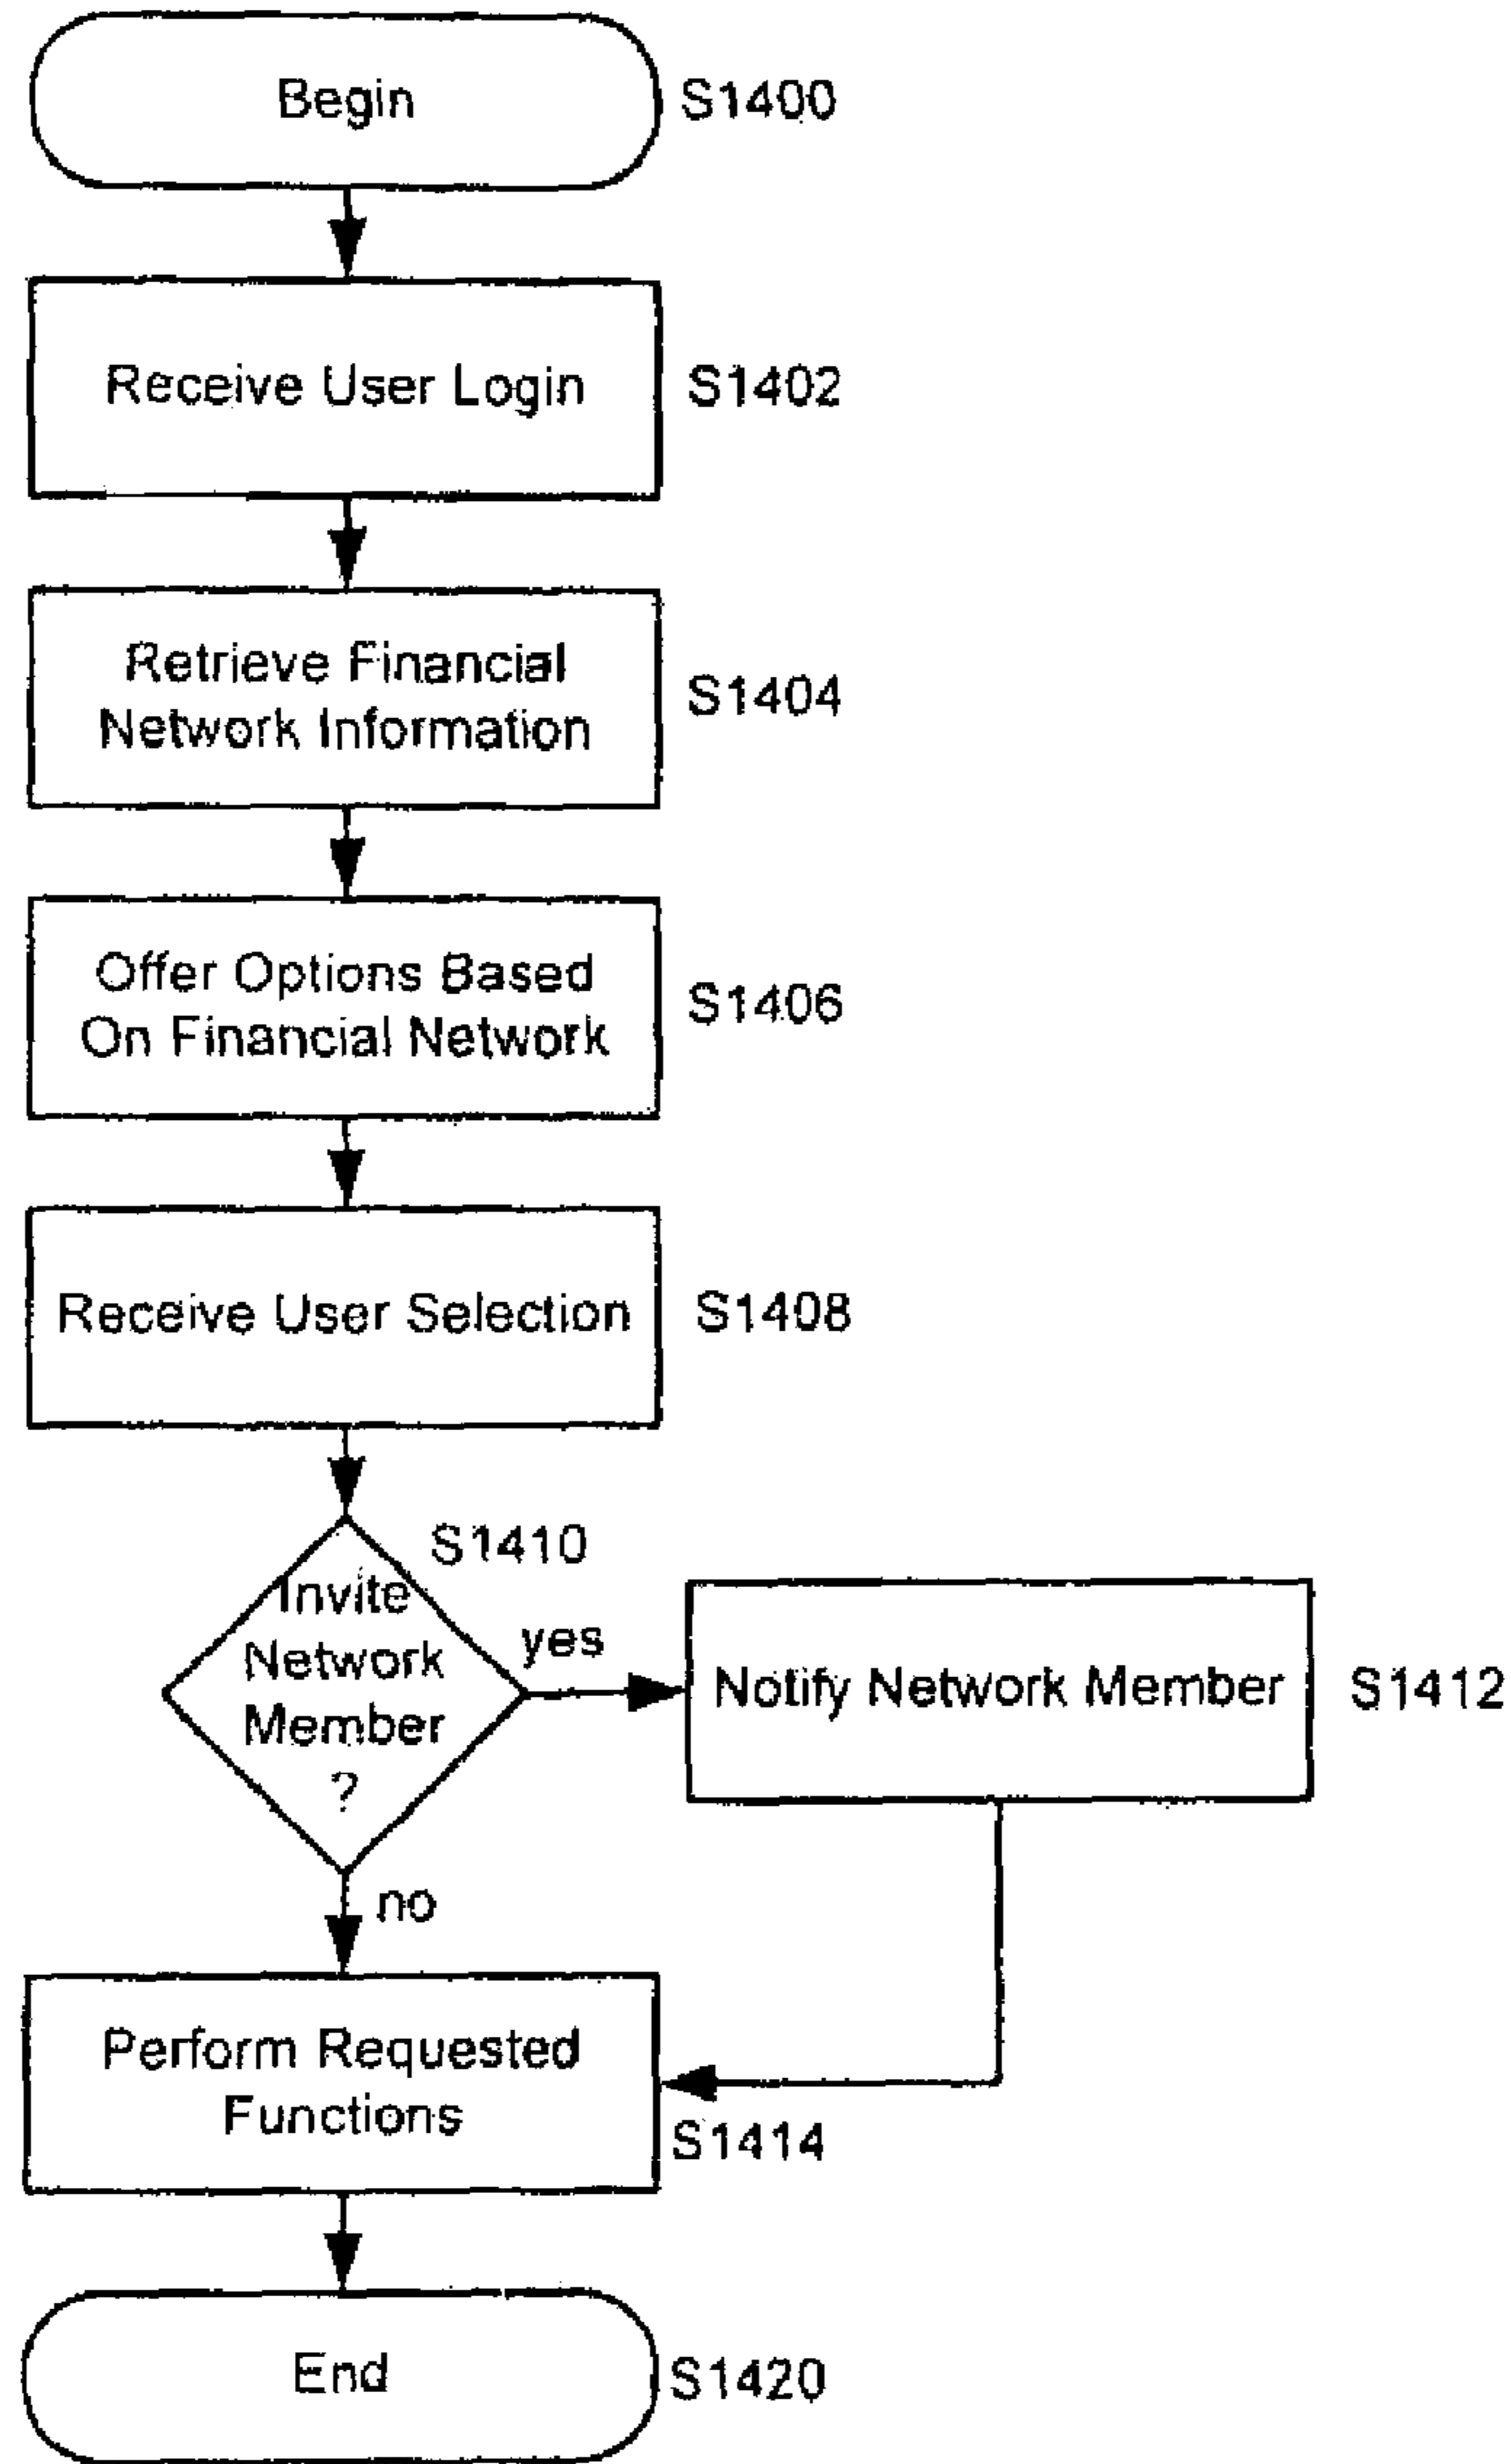 Begin
S1400
Receive User Login
S1402
Retrieve Financial
Network Information
S1404
Offer Options Based
On Financial Network
S1406
Receive User Selection
S1408
S1410
Invite
Network
Member
?
yes
Notify Network Member
S1412
no
Perform Requested
Functions
S1414
End
S1420